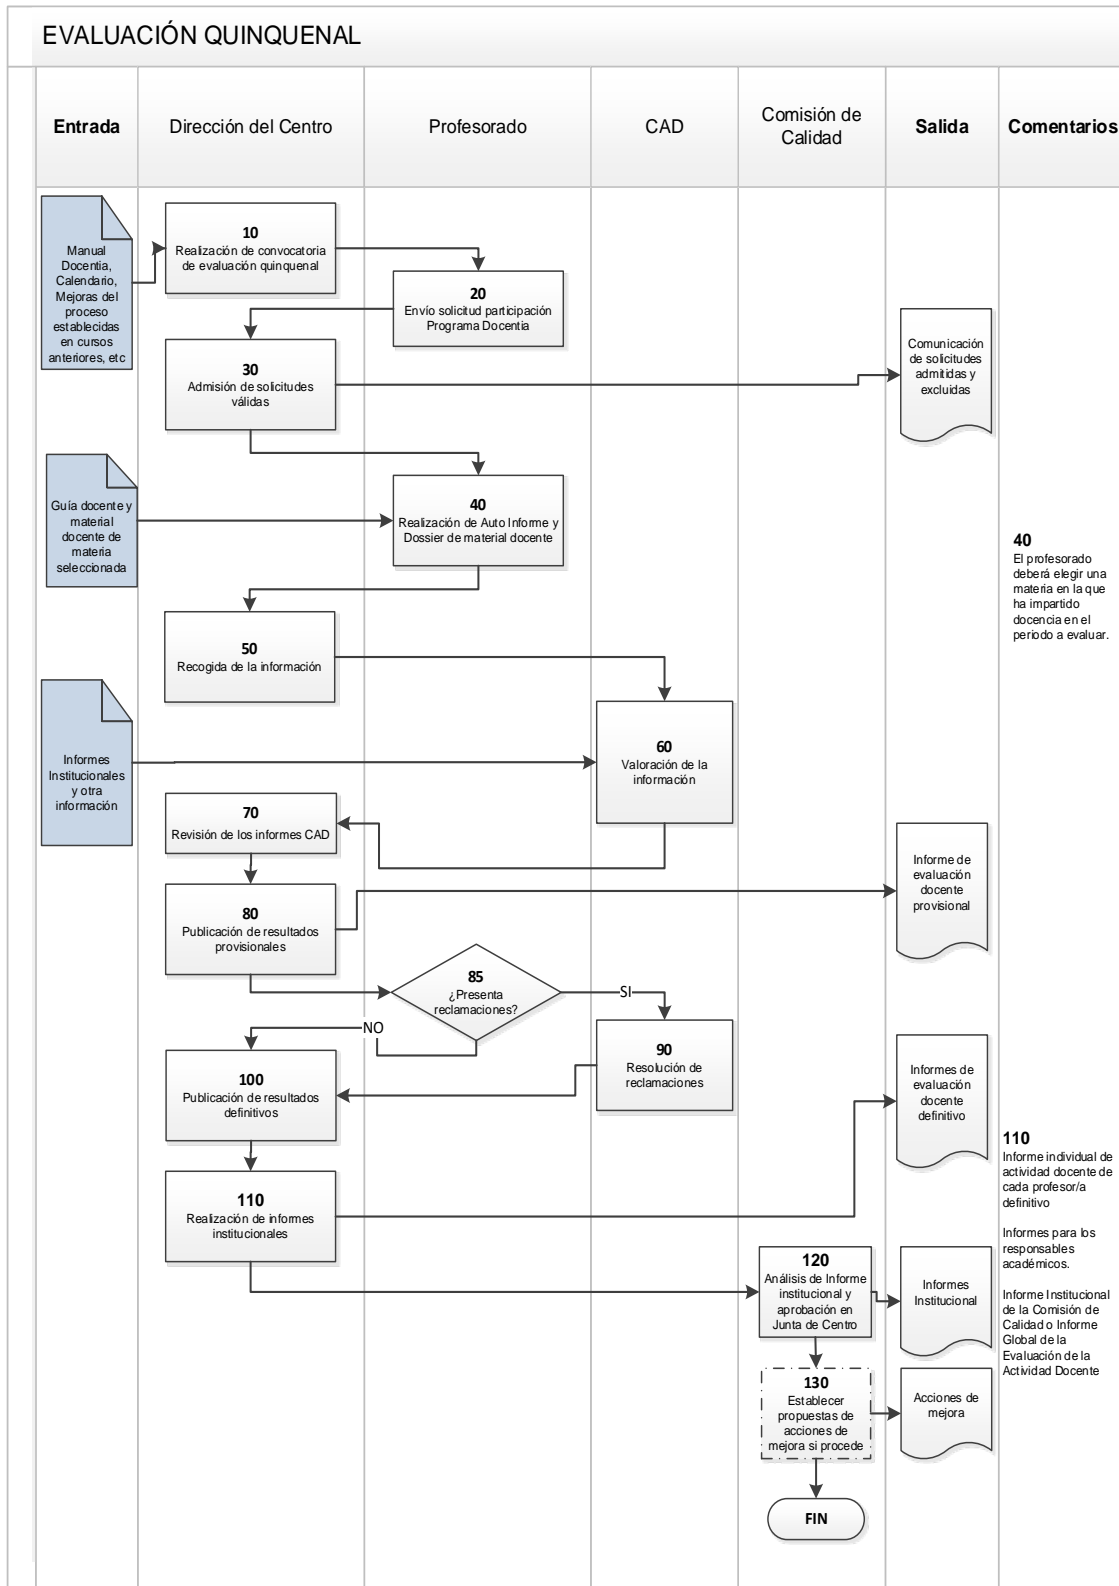 EVALUACIÓN QUINQUENAL
Entrada
Dirección del Centro
Profesorado
CAD
Comisión de
Calidad
Salida
Comentarios
Manual
Docentia,
Calendario,
Mejoras del
proceso
establecidas
en cursos
anteriores, etc
10
Realización de convocatoria
de evaluación quinquenal
20
Envío solicitud participación
Programa Docentia
30
Admisión de solicitudes
válidas
Comunicación
de solicitudes
admitidas y
excluidas
Guía docente y
material
docente de
materia
seleccionada
40
Realización de Auto Informe y
Dossier de material docente
40
El profesorado
deberá elegir una
materia en la que
ha impartido
docencia en el
periodo a evaluar.
50
Recogida de la información
Informes
Institucionales
y otra
información
60
Valoración de la
información
70
Revisión de los informes CAD
80
Publicación de resultados
provisionales
Informe de
evaluación
docente
provisional
85
¿Presenta
reclamaciones?
SI
NO
90
Resolución de
reclamaciones
100
Publicación de resultados
definitivos
Informes de
evaluación
docente
definitivo
110
Realización de informes
institucionales
110
Informe individual de
actividad docente de
cada profesor/a
definitivo
Informes para los
responsables
académicos.
Informe Institucional
de la Comisión de
Calidad o Informe
Global de la
Evaluación de la
Actividad Docente
120
Análisis de Informe
institucional y
aprobación en
Junta de Centro
Informes
Institucional
130
Establecer
propuestas de
acciones de
mejora si procede
Acciones de
mejora
FIN